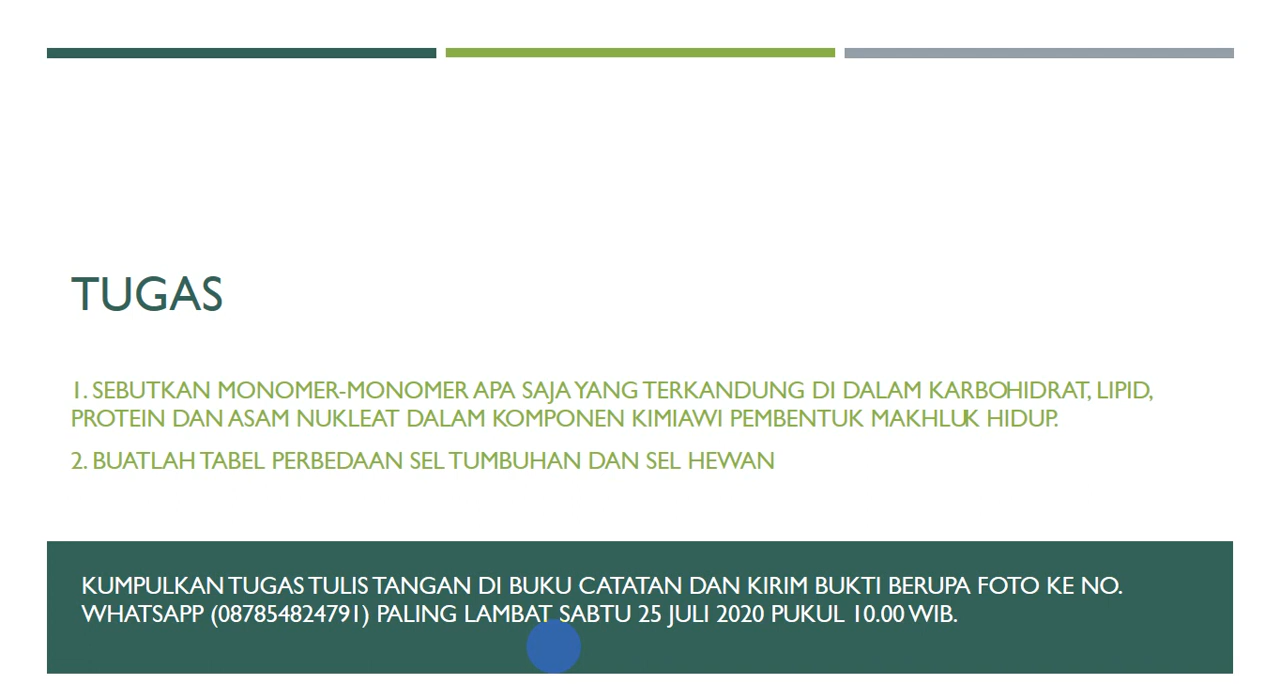 TUGAS
1. SEBUTKAN MONOMER-MONOMER APA SAJA YANG TERKANDUNG DI DALAM KARBOHIDRAT, LIPID,
PROTEIN DAN ASAM NUKLEAT DALAM KOMPONEN KIMIAWI PEMBENTUK MAKHLUK HIDUP.
2. BUATLAH TABEL PERBEDAAN SEL TUMBUHAN DAN SEL HEWAN
KUMPULKAN TUGAS TULIS TANGAN DI BUKU CATATAN DAN KIRIM BUKTI BERUPA FOTO KE NO.
WHATSAPP (087854824791) PALING LAMBAT SABTU 25 JULI 2020 PUKUL 10.00 WIB.